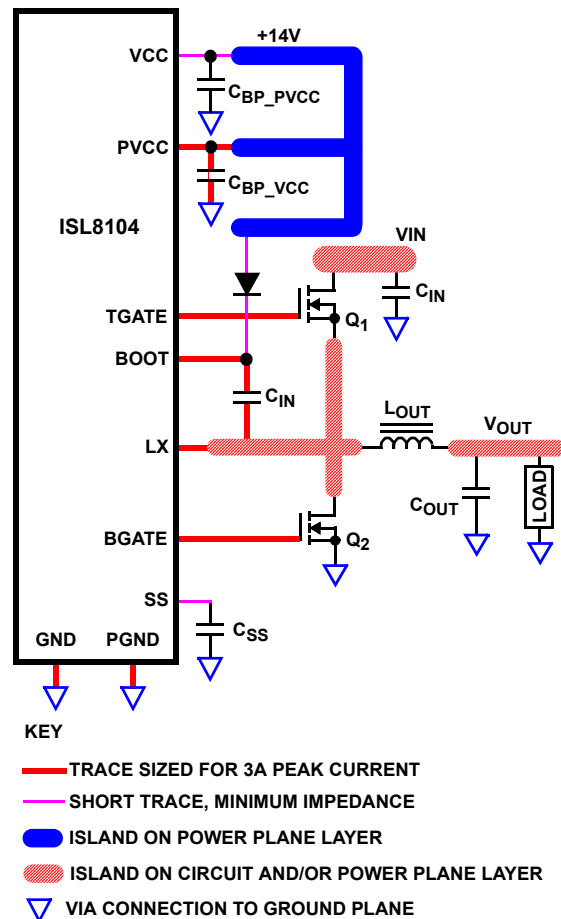 +14V
VCC
CBP_PVCC
PVCC
CBP_VCC
ISL8104
VIN
CIN
TGATE
Q1
BOOT
CIN
LOUT
VOUT
LX
COUT
LOAD
BGATE
Q2
SS
CSS
GND PGND
KEY
TRACE SIZED FOR 3A PEAK CURRENT
SHORT TRACE, MINIMUM IMPEDANCE
ISLAND ON POWER PLANE LAYER
ISLAND ON CIRCUIT AND/OR POWER PLANE LAYER
VIA CONNECTION TO GROUND PLANE